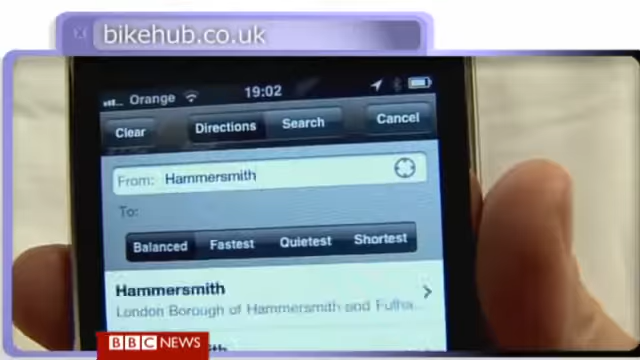 bikehub.co.uk
Orange 19:02
Clear Directions Search Cancel
From: Hammersmith
To:
Balanced Fastest Quietest Shortest
Hammersmith
London Borough of Hammersmith and Fulha...
BBC NEWS